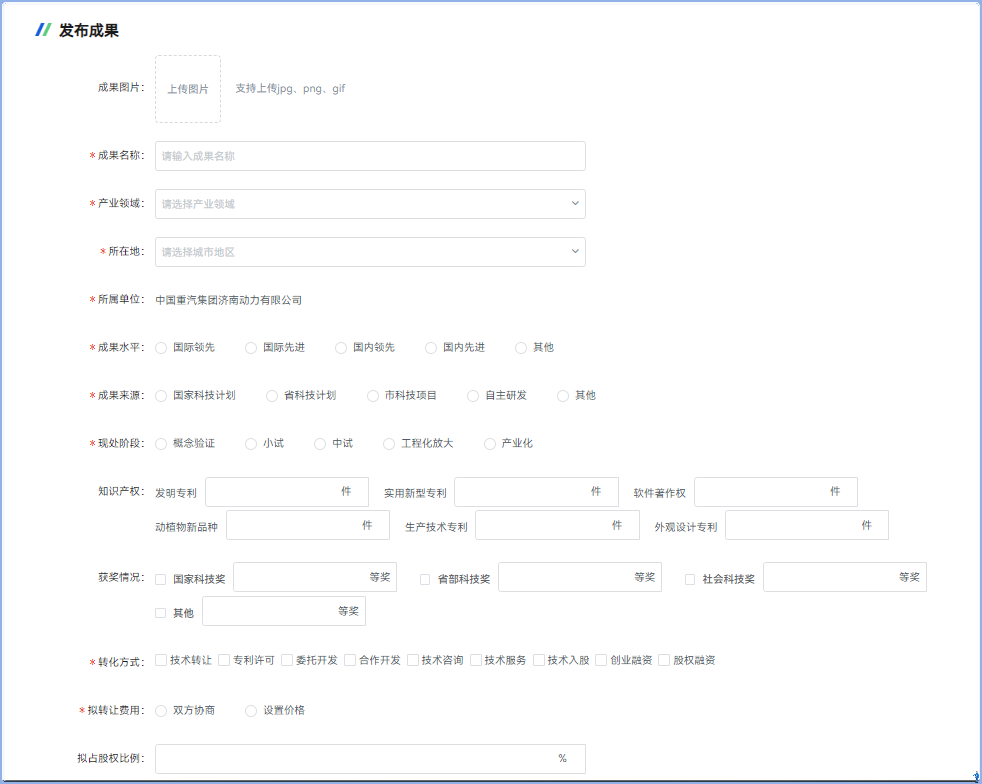 发布成果
成果图片： 上传图片 支持上传jpg、png、gif
* 成果名称： 请输入成果名称
* 产业领域： 请选择产业领域
* 所在地： 请选择城市地区
* 所属单位： 中国重汽集团济南动力有限公司
* 成果水平： 国际领先 国际先进 国内领先 国内先进 其他
* 成果来源： 国家科技计划 省科技计划 市科技项目 自主研发 其他
* 现处阶段： 概念验证 小试 中试 工程化放大 产业化
知识产权： 发明专利 件 实用新型专利 件 软件著作权 件
动植物新品种 件 生产技术专利 件 外观设计专利 件
获奖情况： 国家科技奖 等奖 省部科技奖 等奖 社会科技奖 等奖
其他 等奖
* 转化方式： 技术转让 专利许可 委托开发 合作开发 技术咨询 技术服务 技术入股 创业融资 股权融资
* 拟转让费用： 双方协商 设置价格
拟占股权比例： %